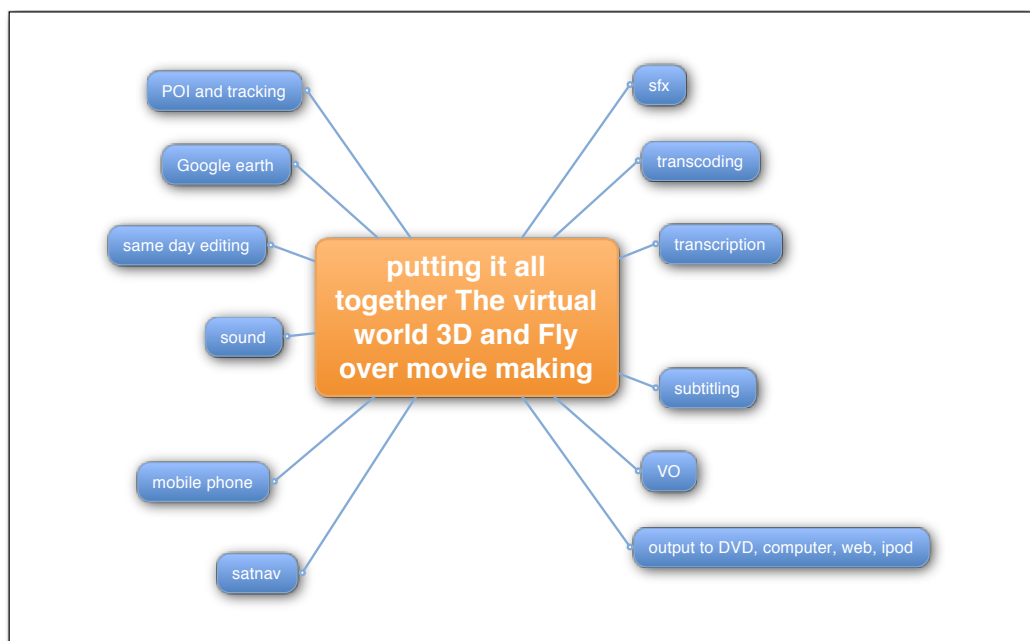 POI and tracking
Google earth
same day editing
sound
mobile phone
satnav
putting it all
together The virtual
world 3D and Fly
over movie making
sfx
transcoding
transcription
subtitling
VO
output to DVD, computer, web, ipod